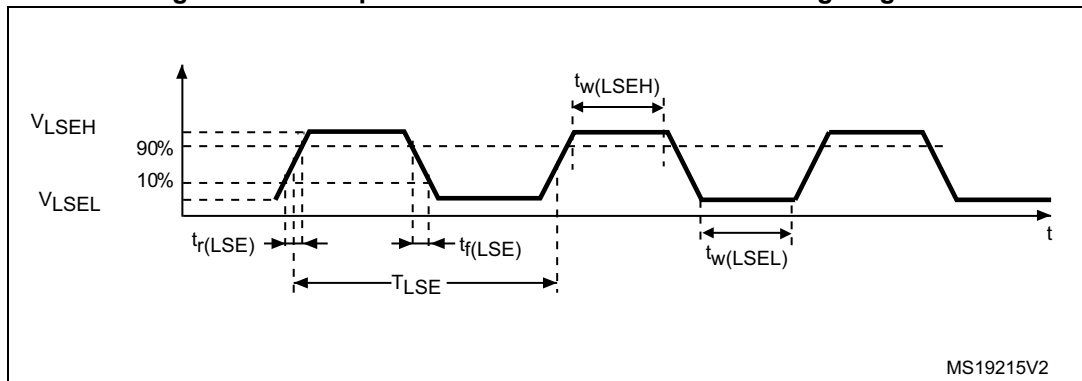 tw(LSEH)
VLSEH
90%
10%
VLSEL
tr(LSE)
tf(LSE)
tw(LSEL)
t
TLSE
MS19215V2